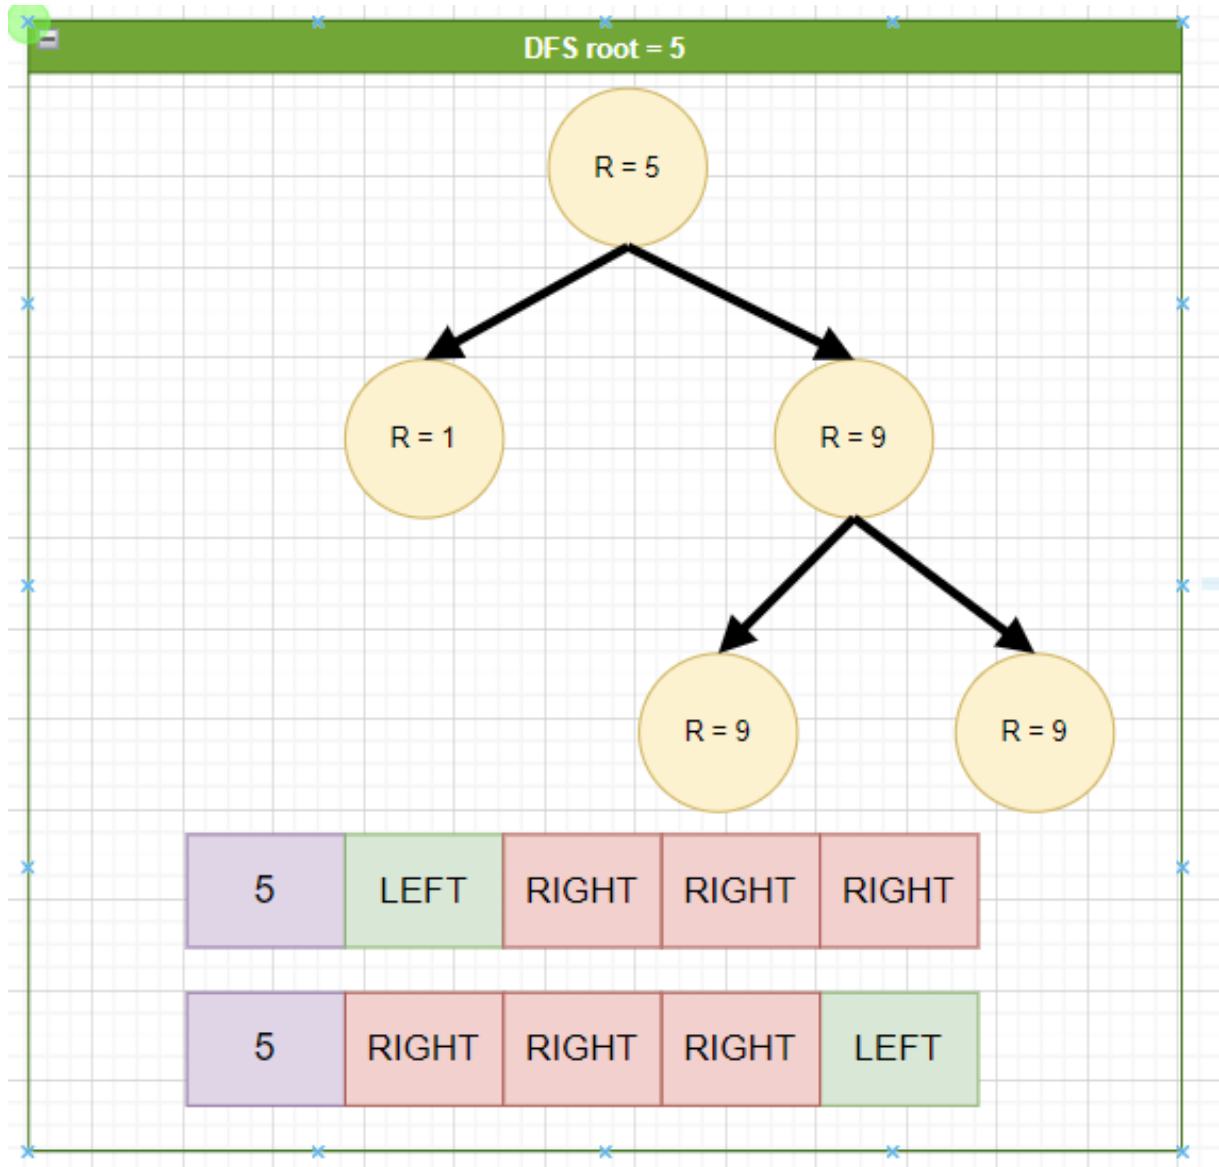 DFS root = 5
R = 5
R = 1
R = 9
R = 9
R = 9
5 LEFT RIGHT RIGHT RIGHT
5 RIGHT RIGHT RIGHT LEFT